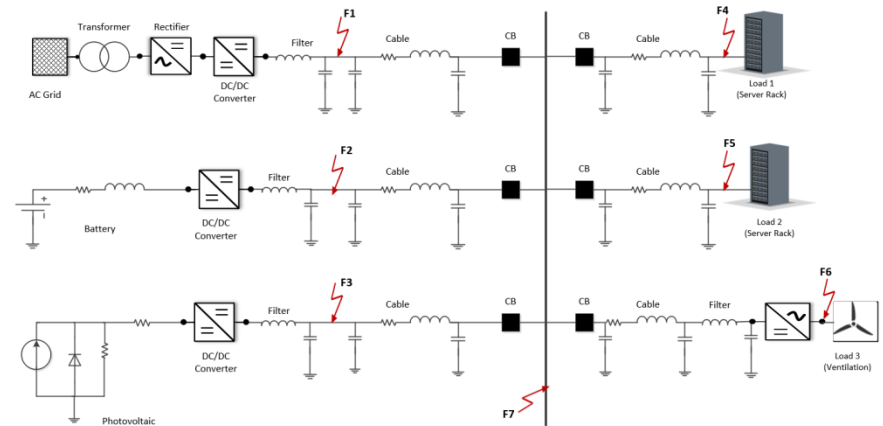 F1
F4
Transformer
Rectifier
Filter
Cable
CB
CB
Cable
AC Grid
DC/DC
Converter
Load 1
(Server Rack)
F2
F5
Filter
Cable
CB
CB
Cable
+
Battery
DC/DC
Converter
Load 2
(Server Rack)
F3
F6
Filter
Cable
CB
CB
Cable
Filter
DC/DC
Converter
Load 3
(Ventilation)
F7
Photovoltaic